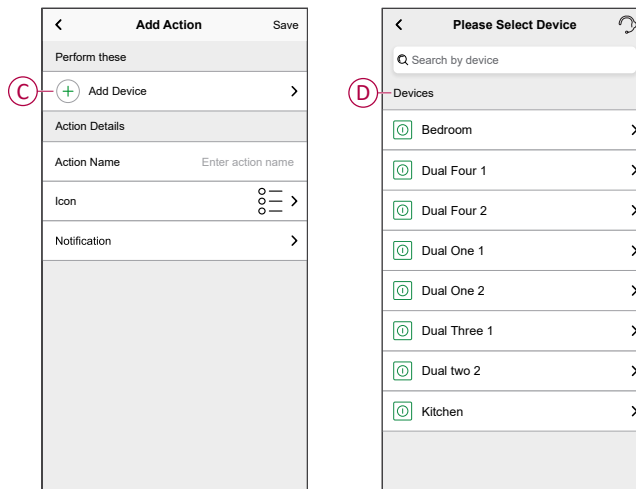 Add Action
Save
Perform these
C
Add Device
Action Details
Action Name
Enter action name
Icon
Notification
Please Select Device
Search by device
D
Devices
Bedroom
Dual Four 1
Dual Four 2
Dual One 1
Dual One 2
Dual Three 1
Dual two 2
Kitchen